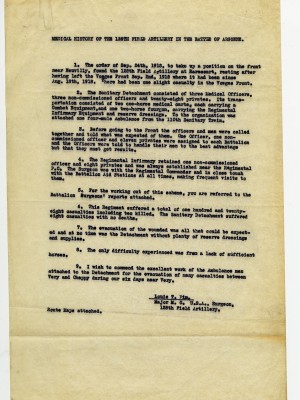 MEDICAL HISTORY OF THE 128TH FIELD ARTILLERY IN THE BATTLE OF ARGONNE.
1. The order of Sep. 24th, 1918, to take up a position on the front
near Neuvilly, found the 128th Field Artillery at Rarecourt, resting after
having left the Vosges Front Sep. 2nd, 1918 where it had been since
Aug. 18th, 1918. There had been one slight casualty in the Vosges Front.
2. The Sanitary Detachment consisted of three Medical Officers,
three non-commissioned officers and twenty-eight privates. Its trans-
portation consisted of two one-horse medical carts, each carrying a
Combat Equipment, and one two-horse Ration, carrying the Regimental
Infirmary Equipment and reserve dressings. To the organization
was attached one four-mule Ambulance from the 110th Sanitary Train.
3. Before going to the front the officers and men were called
together and told what was expected of them. One officer, one non-
commissioned officer and eleven privates were assigned to each Battalion
and the Officers were told to handle their men to the best advantage
but that they must get results.
4. The Regimental Infirmary retained one non-commissioned
officer and eight privates and was always established near the Regimental
P.C. The Surgeon was with the Regimental Commander and in close touch
with the Battalion Aid Stations at all times, making frequent visits to
them.
5. For the working out of this scheme, you are referred to the
Battalion Surgeons' reports attached.
6. This Regiment suffered a total of one hundred and twenty-
eight casualties including two killed. The Sanitary Detachment suffered
eight casualties with no deaths.
7. The evacuation of the wounded was all that could be expect-
ed and at no time was the Detachment without plenty of reserve dressings
and supplies.
8. The only difficulty experienced was from a lack of sufficient
horses.
9. I wish to commend the excellent work of the Ambulance men
attached to the Detachment for the evacuation of many casualties between
Very and Cheppy during our six days near Very.
Louis T.
Major M. C. U.S.A., Surgeon,
128th Field Artillery.
Route Maps attached.